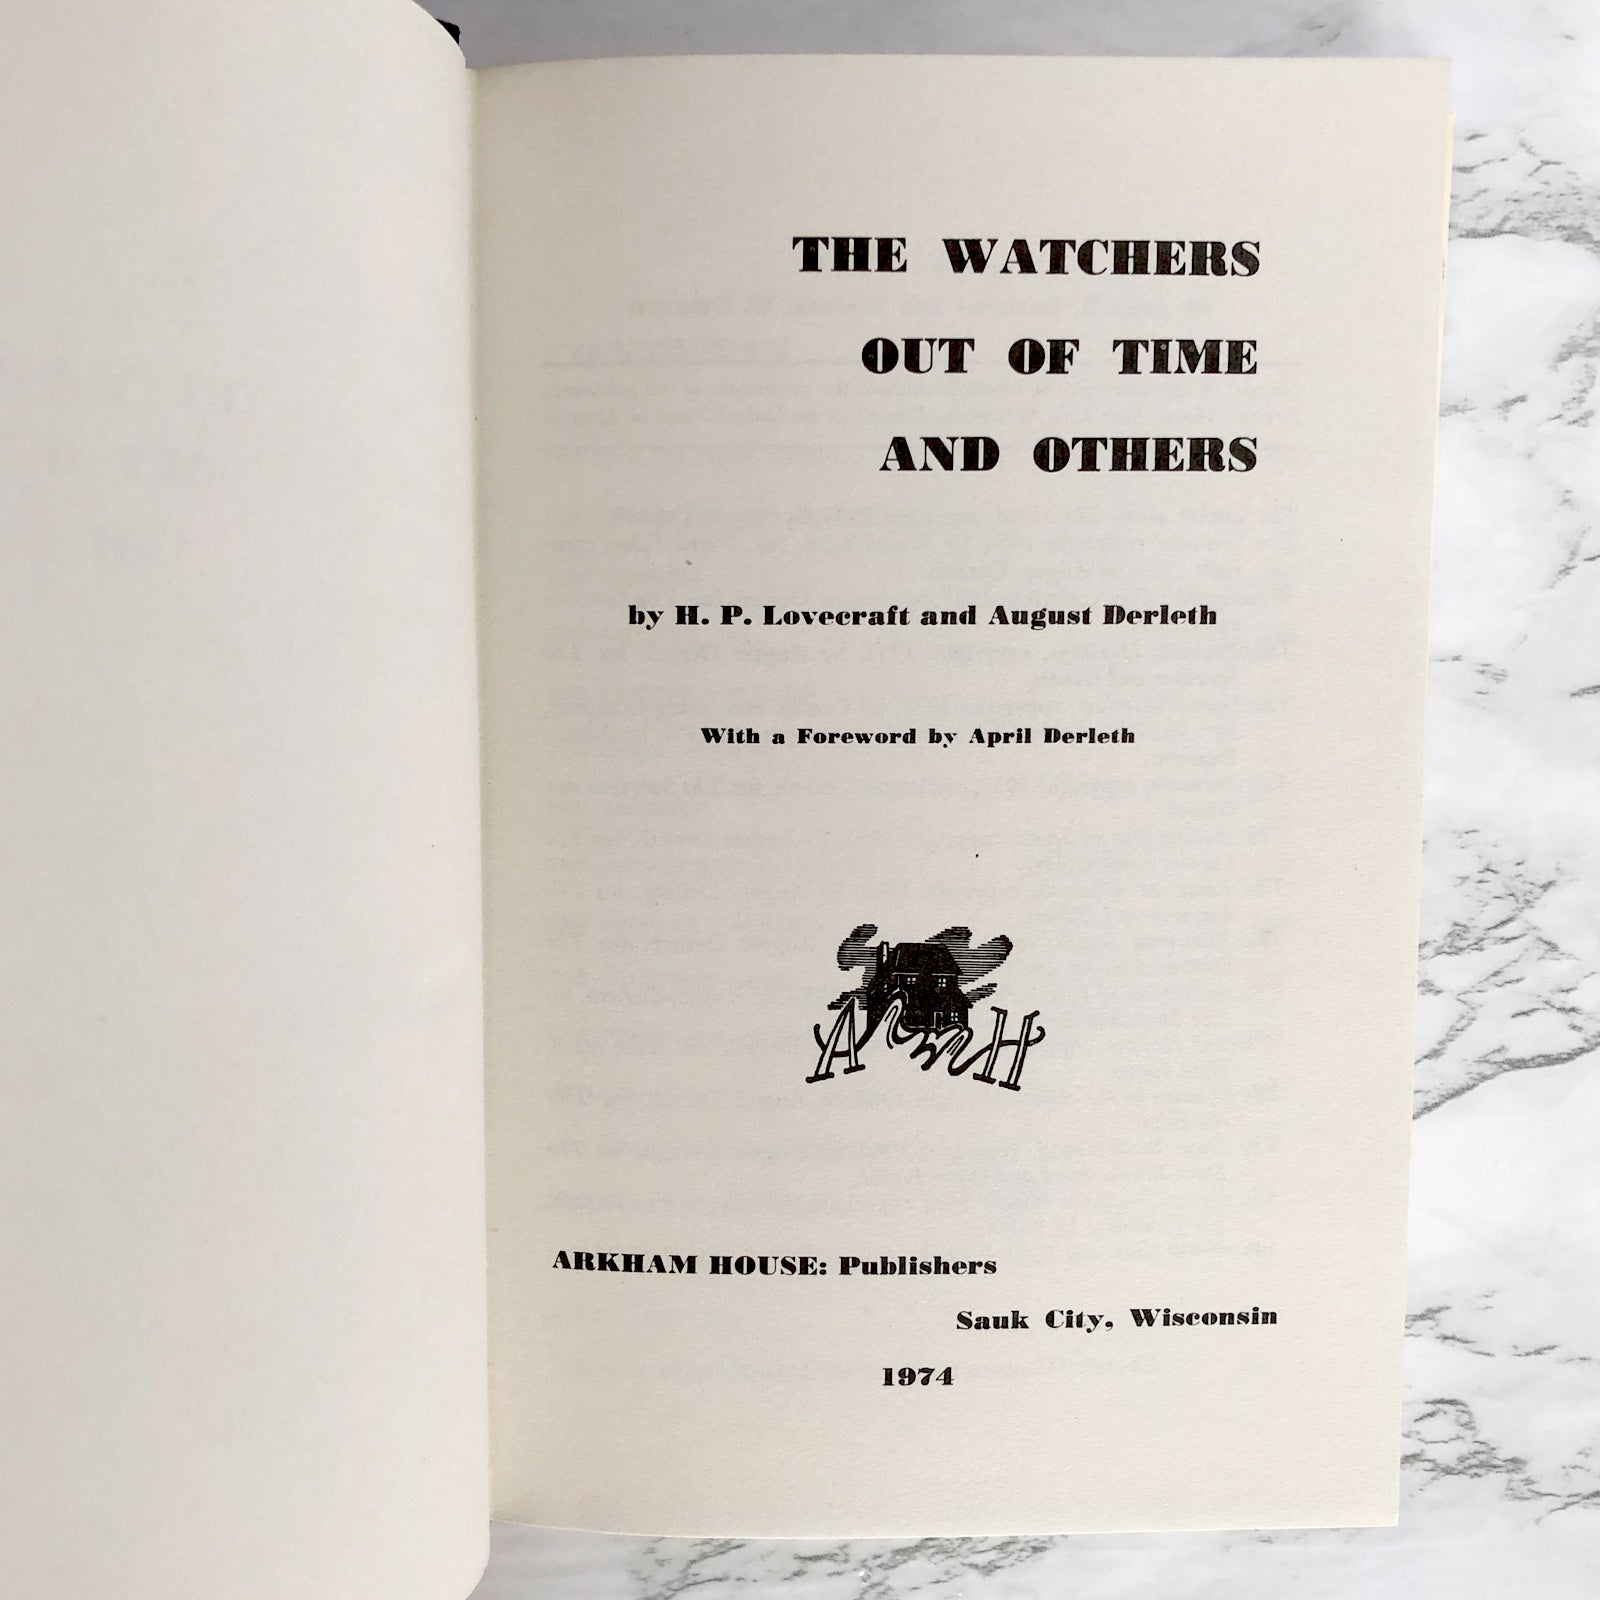 THE WATCHERS
OUT OF TIME
AND OTHERS
by H. P. Lovecraft and August Derleth
With a Foreword by April Derleth
ARKHAM HOUSE: Publishers
Sauk City, Wisconsin
1974